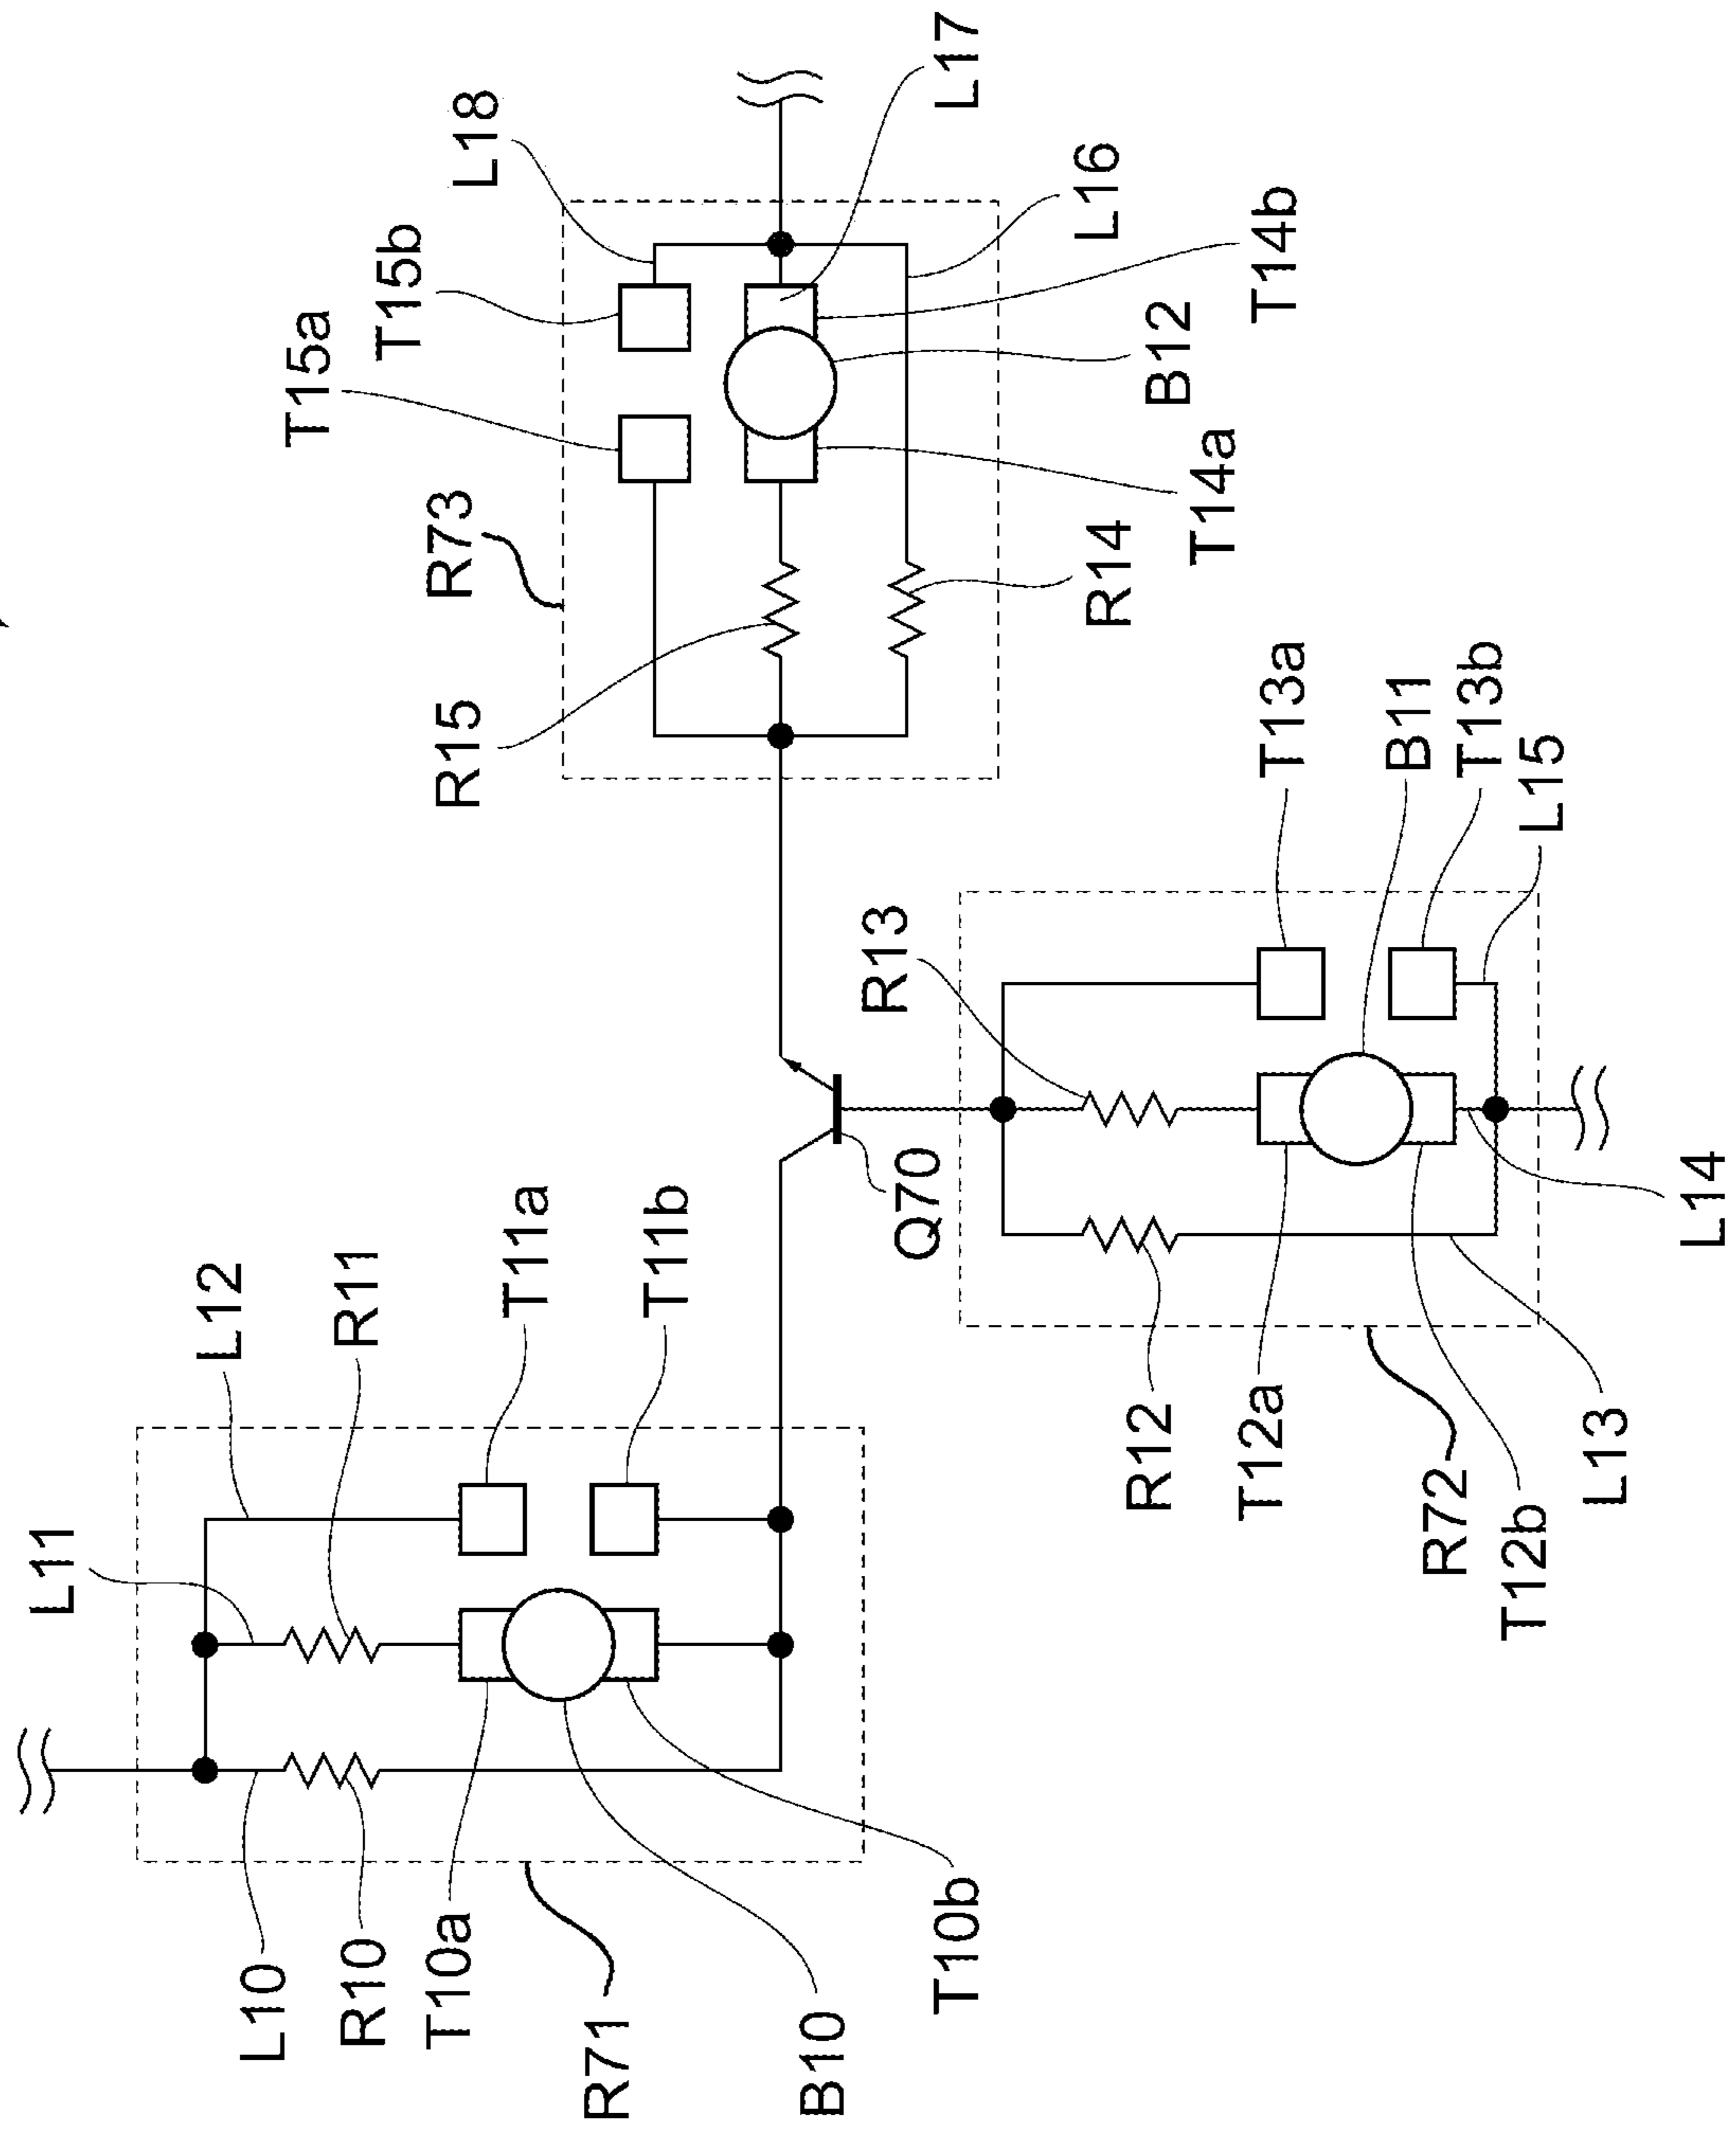 L10
R10
T10a
R71
B10
T10b
L11
L12
R11
T11a
T11b
Q70
R12
T12a
R72
T12b
L13
L14
R13
T13a
B11
T13b
L15
R15
R73
T15a
T15b
L18
R14
T14a
B12
T14b
L16
L17